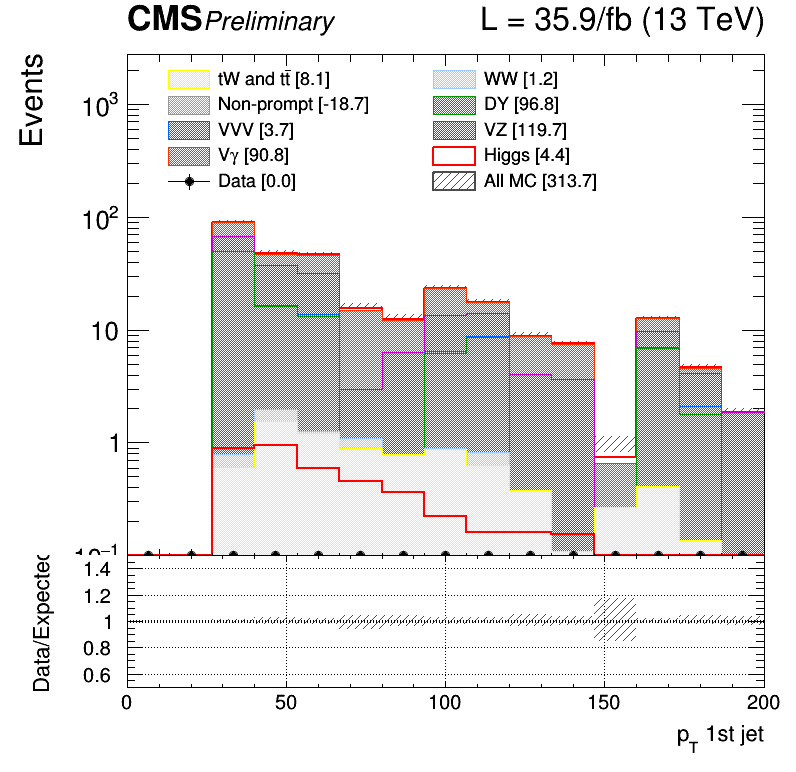 CMS Preliminary L = 35.9/fb (13 TeV)
Events
tW and tt̄ [8.1] WW [1.2]
Non-prompt [-18.7] DY [96.8]
VVV [3.7] VZ [119.7]
Vγ [90.8] Higgs [4.4]
Data [0.0] All MC [313.7]
10³
10²
10
1
10⁻¹
Data/Expected
1.4
1.2
1
0.8
0.6
0 50 100 150 200
p_T 1st jet